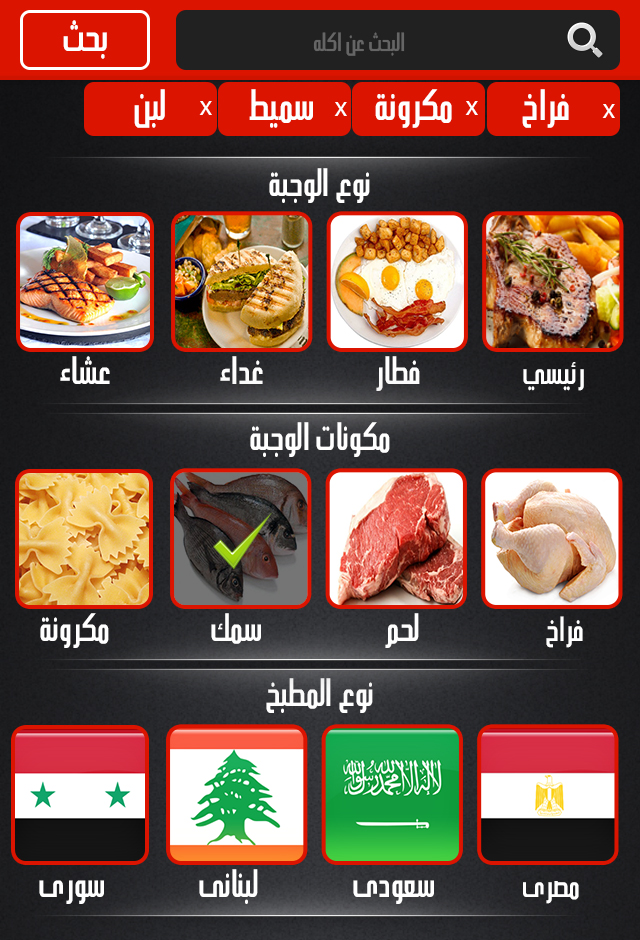 البحث عن اكله
بحث
فراخ x
مكرونة x
سميط x
لبن x
نوع الوجبة
رئيسي
فطار
غداء
عشاء
مكونات الوجبة
فراخ
لحم
سمك
مكرونة
نوع المطبخ
لا إله إلا الله محمد رسول الله
مصرى
سعودى
لبنانى
سورى